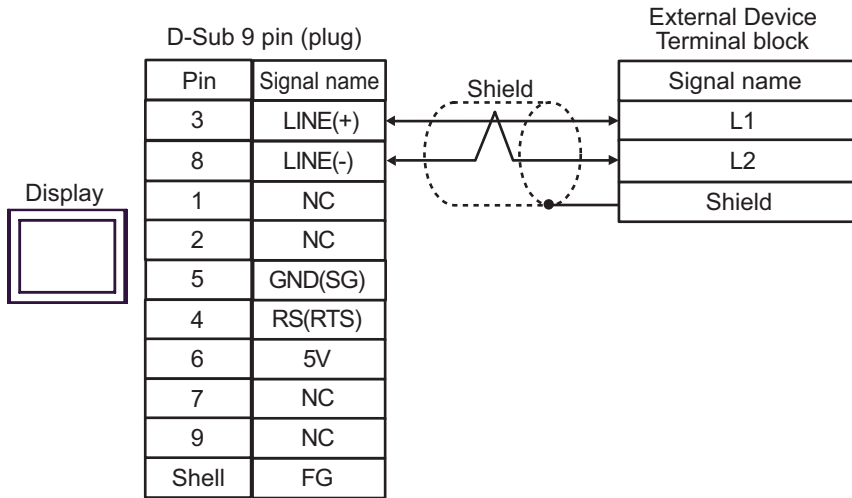 External Device
Terminal block
D-Sub 9 pin (plug)
Pin Signal name
Shield
Signal name
3 LINE(+)
L1
8 LINE(-)
L2
Display
1 NC
Shield
2 NC
5 GND(SG)
4 RS(RTS)
6 5V
7 NC
9 NC
Shell FG